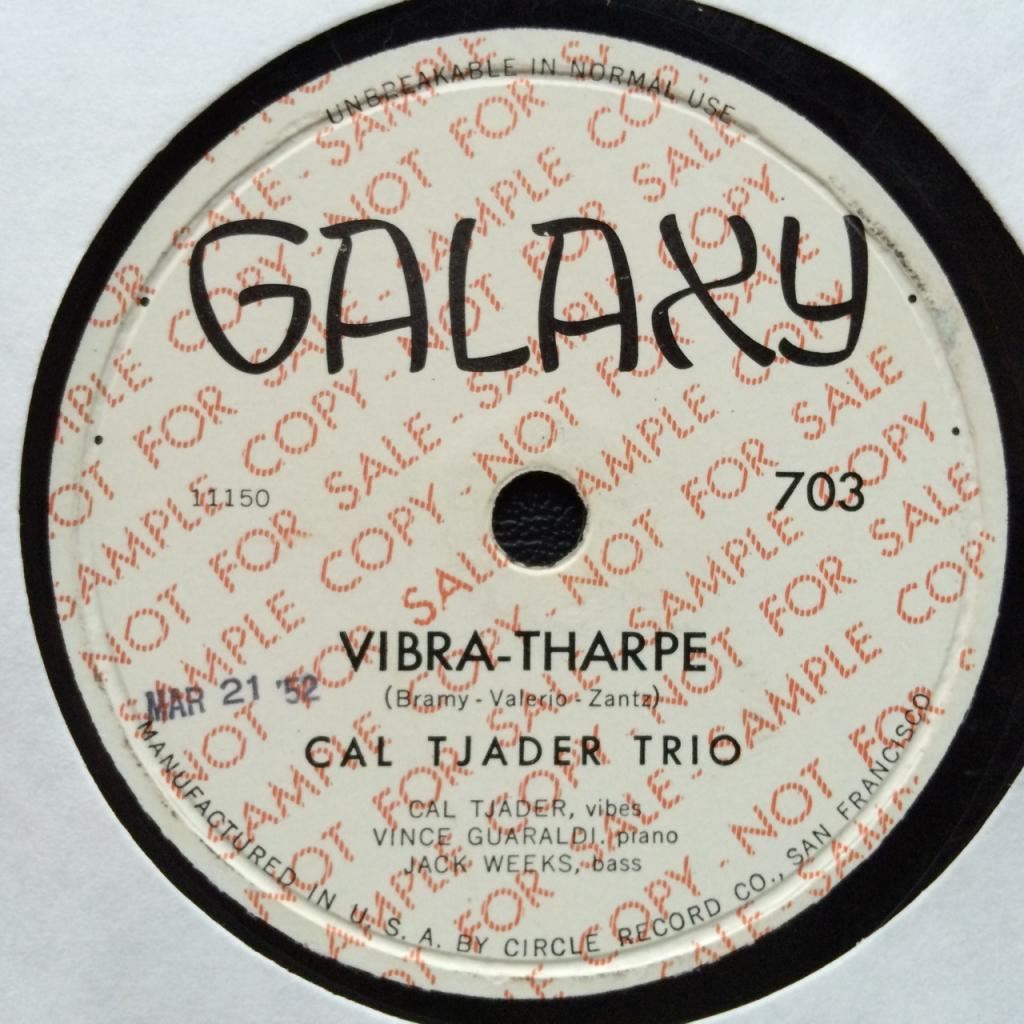 UNBREAKABLE IN NORMAL USE
GALAXY
11150
703
VIBRA-THARPE
(Bramy - Valerio - Zantz)
MAR 21 '52
CAL TJADER TRIO
CAL TJADER, vibes
VINCE GUARALDI, piano
JACK WEEKS, bass
MANUFACTURED IN U. S. A. BY CIRCLE RECORD CO., SAN FRANCISCO
SAMPLE COPY - NOT FOR SALE